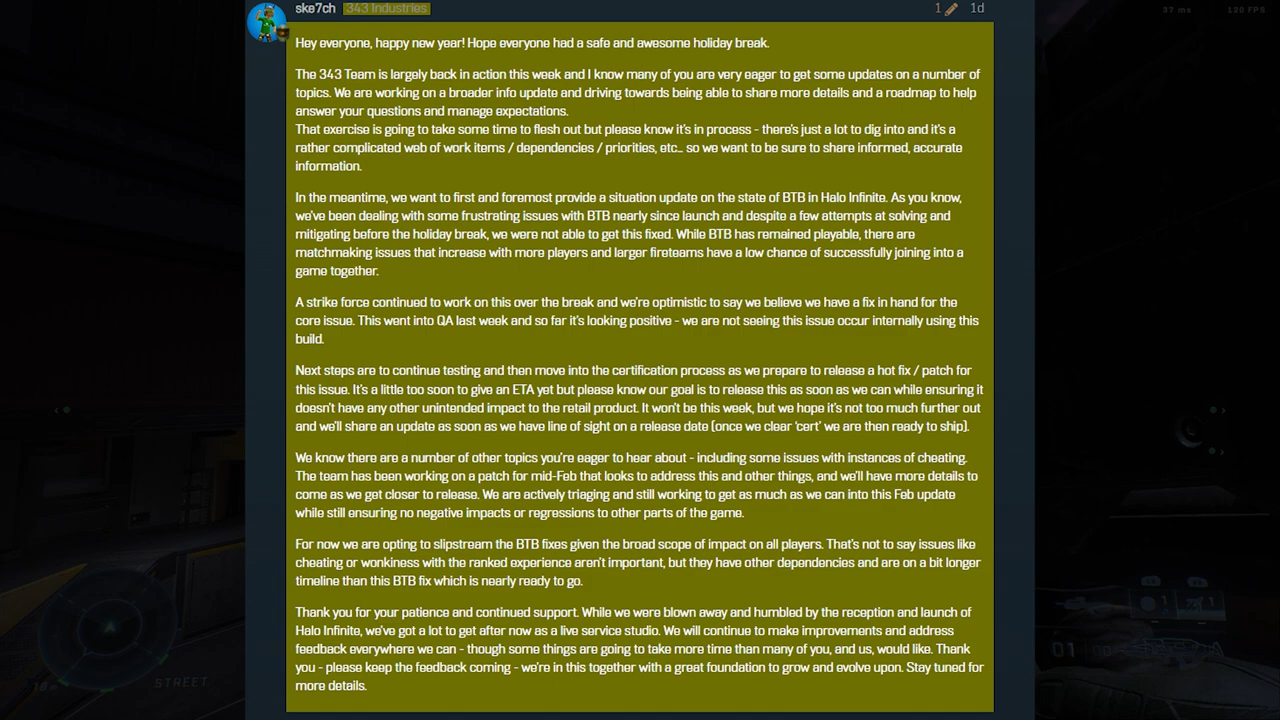 ske7ch 343 Industries 1 1d
37 ms 120 FPS
Hey everyone, happy new year! Hope everyone had a safe and awesome holiday break.
The 343 Team is largely back in action this week and I know many of you are very eager to get some updates on a number of
topics. We are working on a broader info update and driving towards being able to share more details and a roadmap to help
answer your questions and manage expectations.
That exercise is going to take some time to flesh out but please know it's in process - there's just a lot to dig into and it's a
rather complicated web of work items / dependencies / priorities, etc... so we want to be sure to share informed, accurate
information.
In the meantime, we want to first and foremost provide a situation update on the state of BTB in Halo Infinite. As you know,
we've been dealing with some frustrating issues with BTB nearly since launch and despite a few attempts at solving and
mitigating before the holiday break, we were not able to get this fixed. While BTB has remained playable, there are
matchmaking issues that increase with more players and larger fireteams have a low chance of successfully joining into a
game together.
A strike force continued to work on this over the break and we're optimistic to say we believe we have a fix in hand for the
core issue. This went into QA last week and so far it's looking positive - we are not seeing this issue occur internally using this
build.
Next steps are to continue testing and then move into the certification process as we prepare to release a hot fix / patch for
this issue. It's a little too soon to give an ETA yet but please know our goal is to release this as soon as we can while ensuring it
doesn't have any other unintended impact to the retail product. It won't be this week, but we hope it's not too much further out
and we'll share an update as soon as we have line of sight on a release date (once we clear 'cert' we are then ready to ship).
We know there are a number of other topics you're eager to hear about - including some issues with instances of cheating.
The team has been working on a patch for mid-Feb that looks to address this and other things, and we'll have more details to
come as we get closer to release. We are actively triaging and still working to get as much as we can into this Feb update
while still ensuring no negative impacts or regressions to other parts of the game.
For now we are opting to slipstream the BTB fixes given the broad scope of impact on all players. That's not to say issues like
cheating or wonkiness with the ranked experience aren't important, but they have other dependencies and are on a bit longer
timeline than this BTB fix which is nearly ready to go.
Thank you for your patience and continued support. While we were blown away and humbled by the reception and launch of
Halo Infinite, we've got a lot to get after now as a live service studio. We will continue to make improvements and address
feedback everywhere we can - though some things are going to take more time than many of you, and us, would like. Thank
you - please keep the feedback coming - we're in this together with a great foundation to grow and evolve upon. Stay tuned for
more details.
STREET